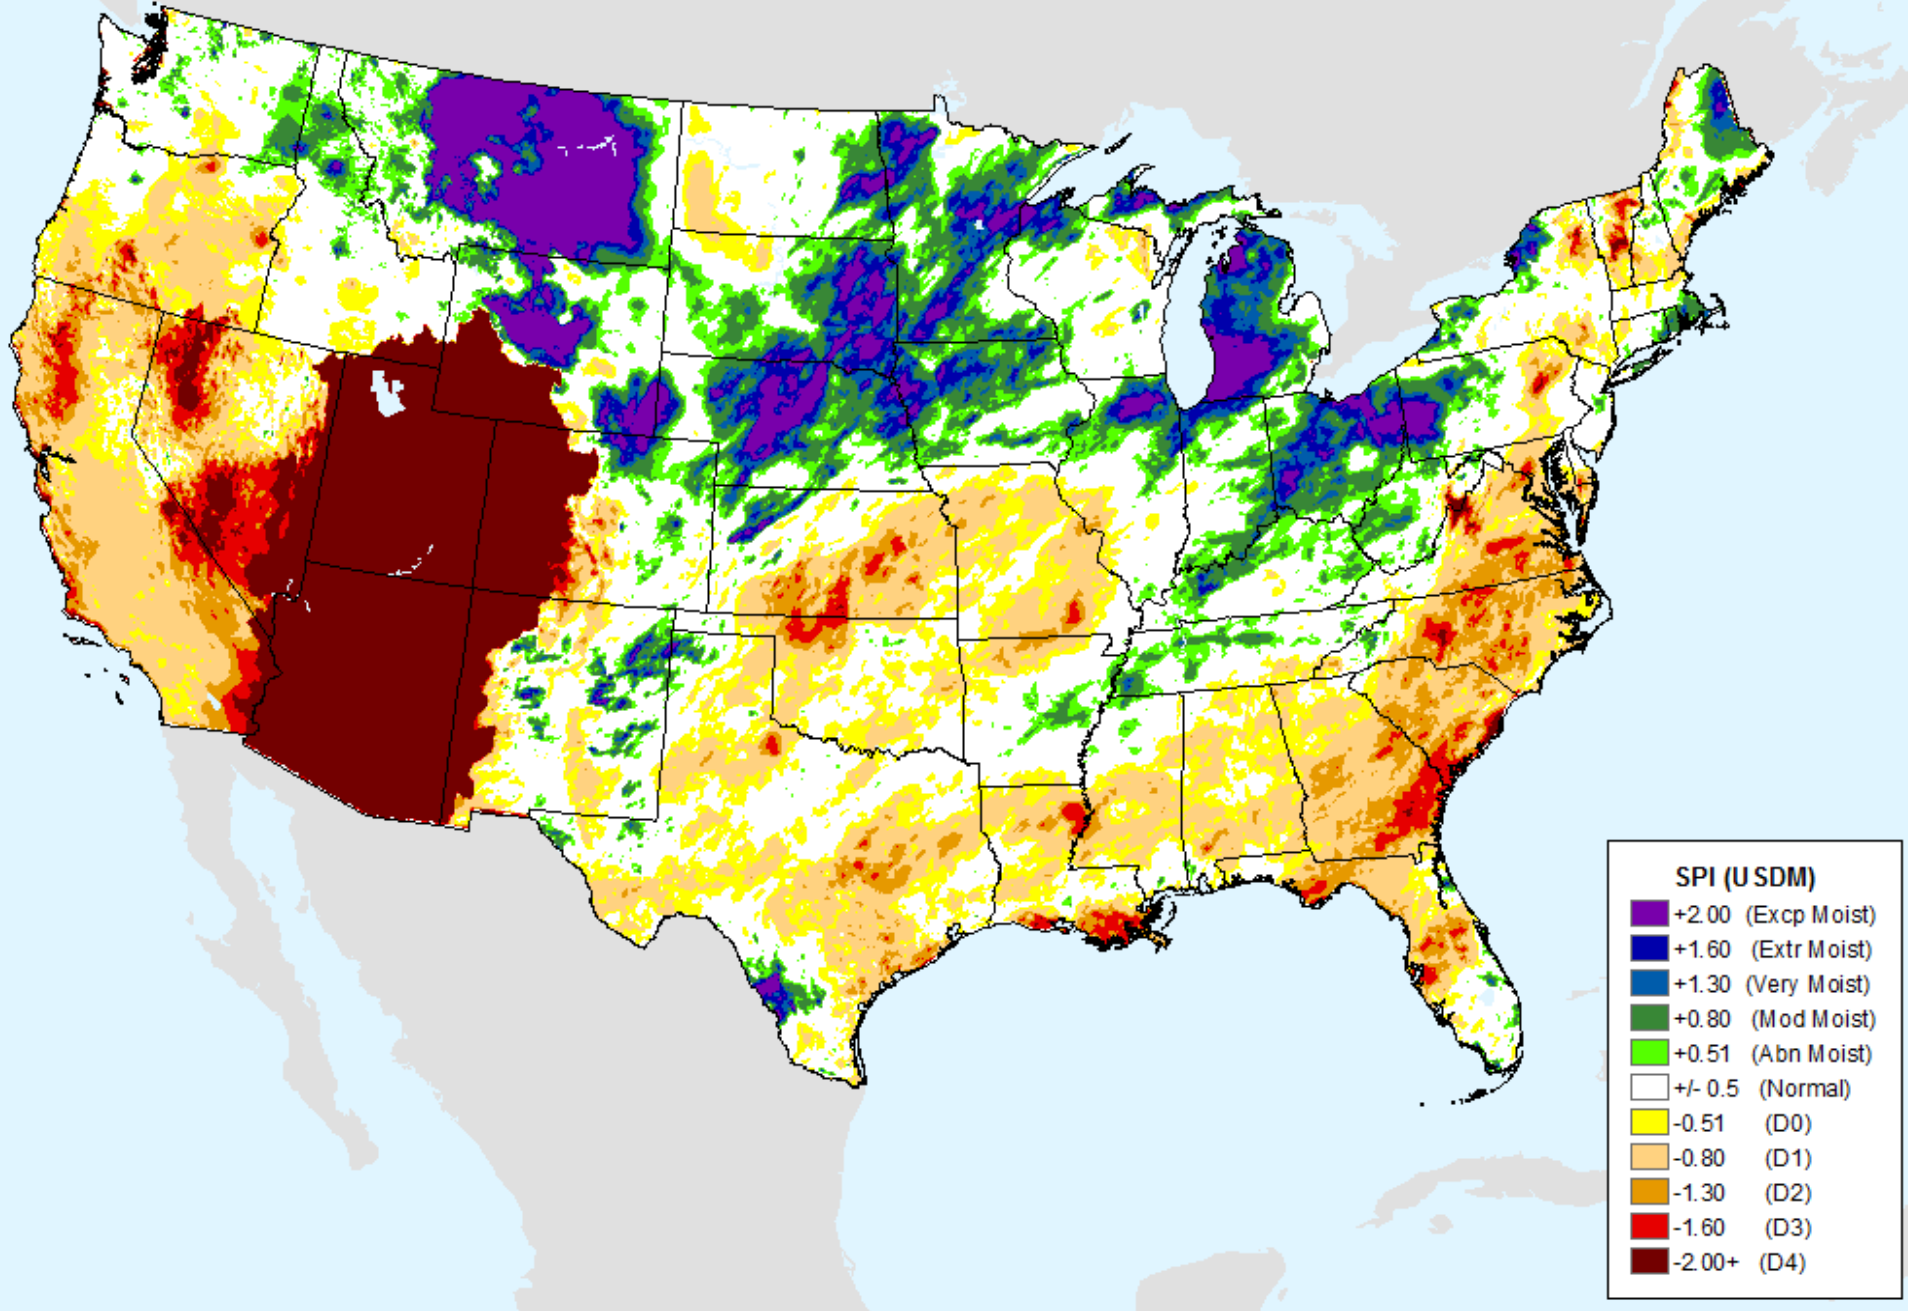 SPI (USDM)
+2.00 (Excp Moist)
+1.60 (Extr Moist)
+1.30 (Very Moist)
+0.80 (Mod Moist)
+0.51 (Abn Moist)
+/- 0.5 (Normal)
-0.51 (D0)
-0.80 (D1)
-1.30 (D2)
-1.60 (D3)
-2.00+ (D4)